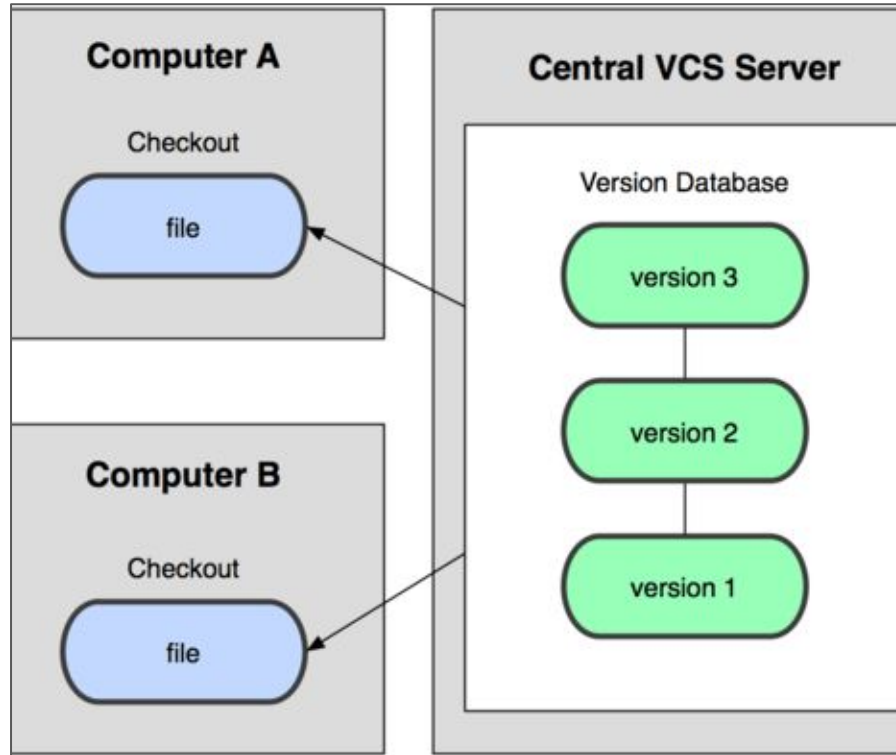 Computer A
Checkout
file
Computer B
Checkout
file
Central VCS Server
Version Database
version 3
version 2
version 1